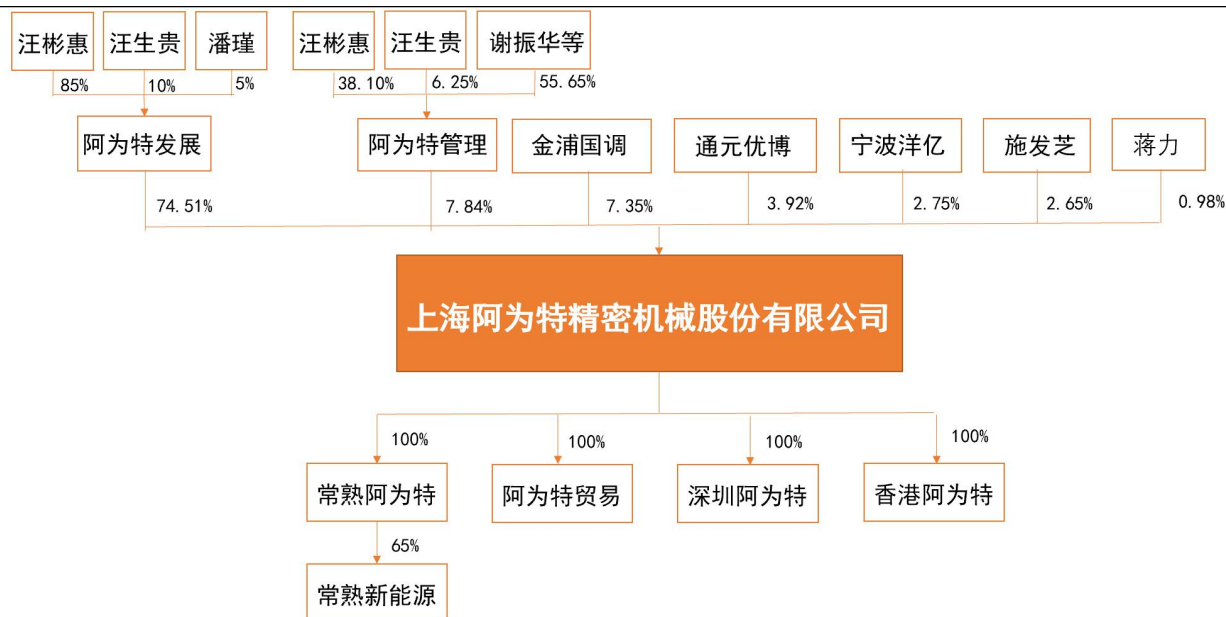 汪彬惠 汪生贵 潘瑾 汪彬惠 汪生贵 谢振华等
85% 10% 5% 38.10% 6.25% 55.65%
阿为特发展 阿为特管理 金浦国调 通元优博 宁波洋亿 施发芝 蒋力
74.51% 7.84% 7.35% 3.92% 2.75% 2.65% 0.98%
上海阿为特精密机械股份有限公司
100% 100% 100% 100%
常熟阿为特 阿为特贸易 深圳阿为特 香港阿为特
65%
常熟新能源